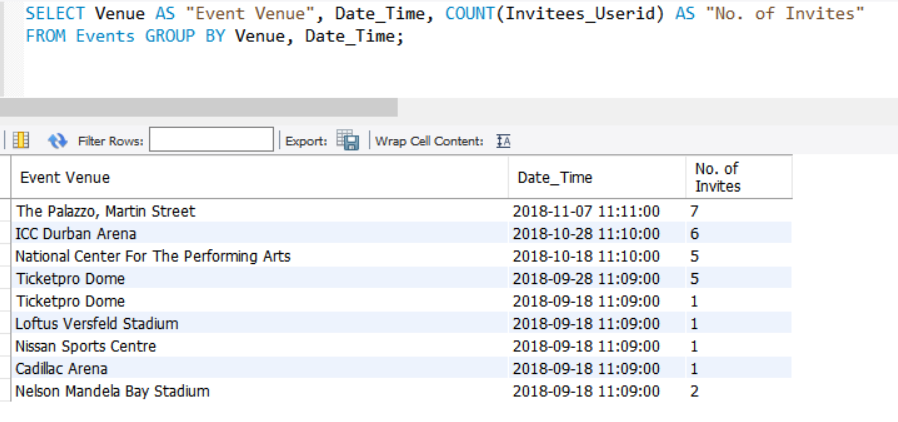 SELECT Venue AS "Event Venue", Date_Time, COUNT(Invitees_Userid) AS "No. of Invites"
FROM Events GROUP BY Venue, Date_Time;
Filter Rows: Export: Wrap Cell Content:
Event Venue Date_Time No. of
Invites
The Palazzo, Martin Street 2018-11-07 11:11:00 7
ICC Durban Arena 2018-10-28 11:10:00 6
National Center For The Performing Arts 2018-10-18 11:10:00 5
Ticketpro Dome 2018-09-28 11:09:00 5
Ticketpro Dome 2018-09-18 11:09:00 1
Loftus Versfeld Stadium 2018-09-18 11:09:00 1
Nissan Sports Centre 2018-09-18 11:09:00 1
Cadillac Arena 2018-09-18 11:09:00 1
Nelson Mandela Bay Stadium 2018-09-18 11:09:00 2